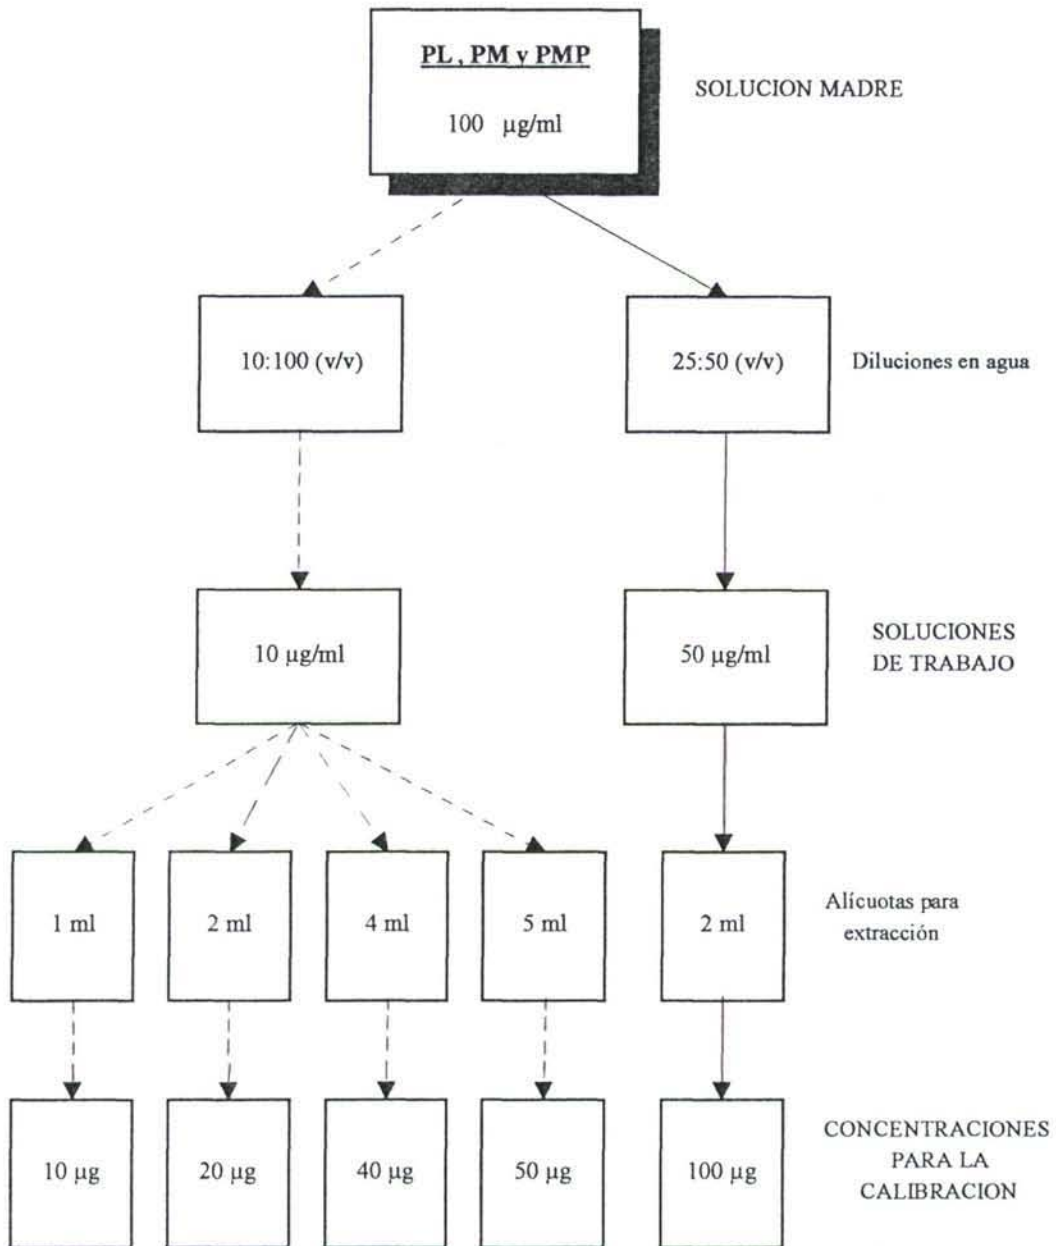 PL , PM y PMP
100 µg/ml
SOLUCION MADRE
10:100 (v/v)
25:50 (v/v)
Diluciones en agua
10 µg/ml
50 µg/ml
SOLUCIONES
DE TRABAJO
1 ml
2 ml
4 ml
5 ml
2 ml
Alícuotas para
extracción
10 µg
20 µg
40 µg
50 µg
100 µg
CONCENTRACIONES
PARA LA
CALIBRACION